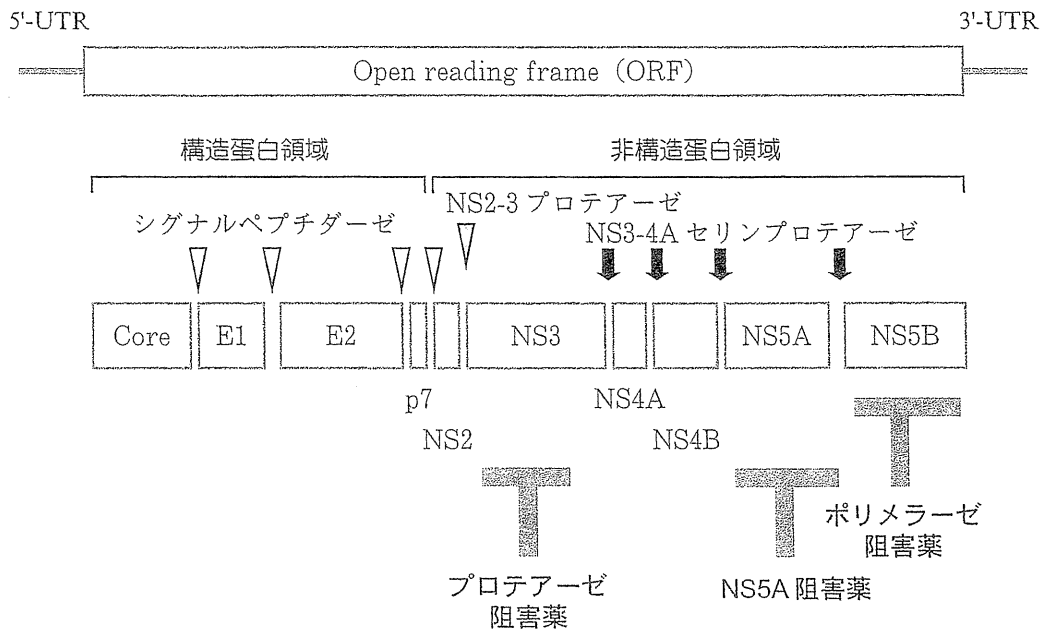 5'-UTR
3'-UTR
Open reading frame (ORF)
構造蛋白領域
非構造蛋白領域
NS2-3 プロテアーゼ
シグナルペプチダーゼ
NS3-4A セリンプロテアーゼ
Core
E1
E2
NS3
NS5A
NS5B
p7
NS4A
NS2
NS4B
ポリメラーゼ
阻害薬
プロテアーゼ
阻害薬
NS5A 阻害薬